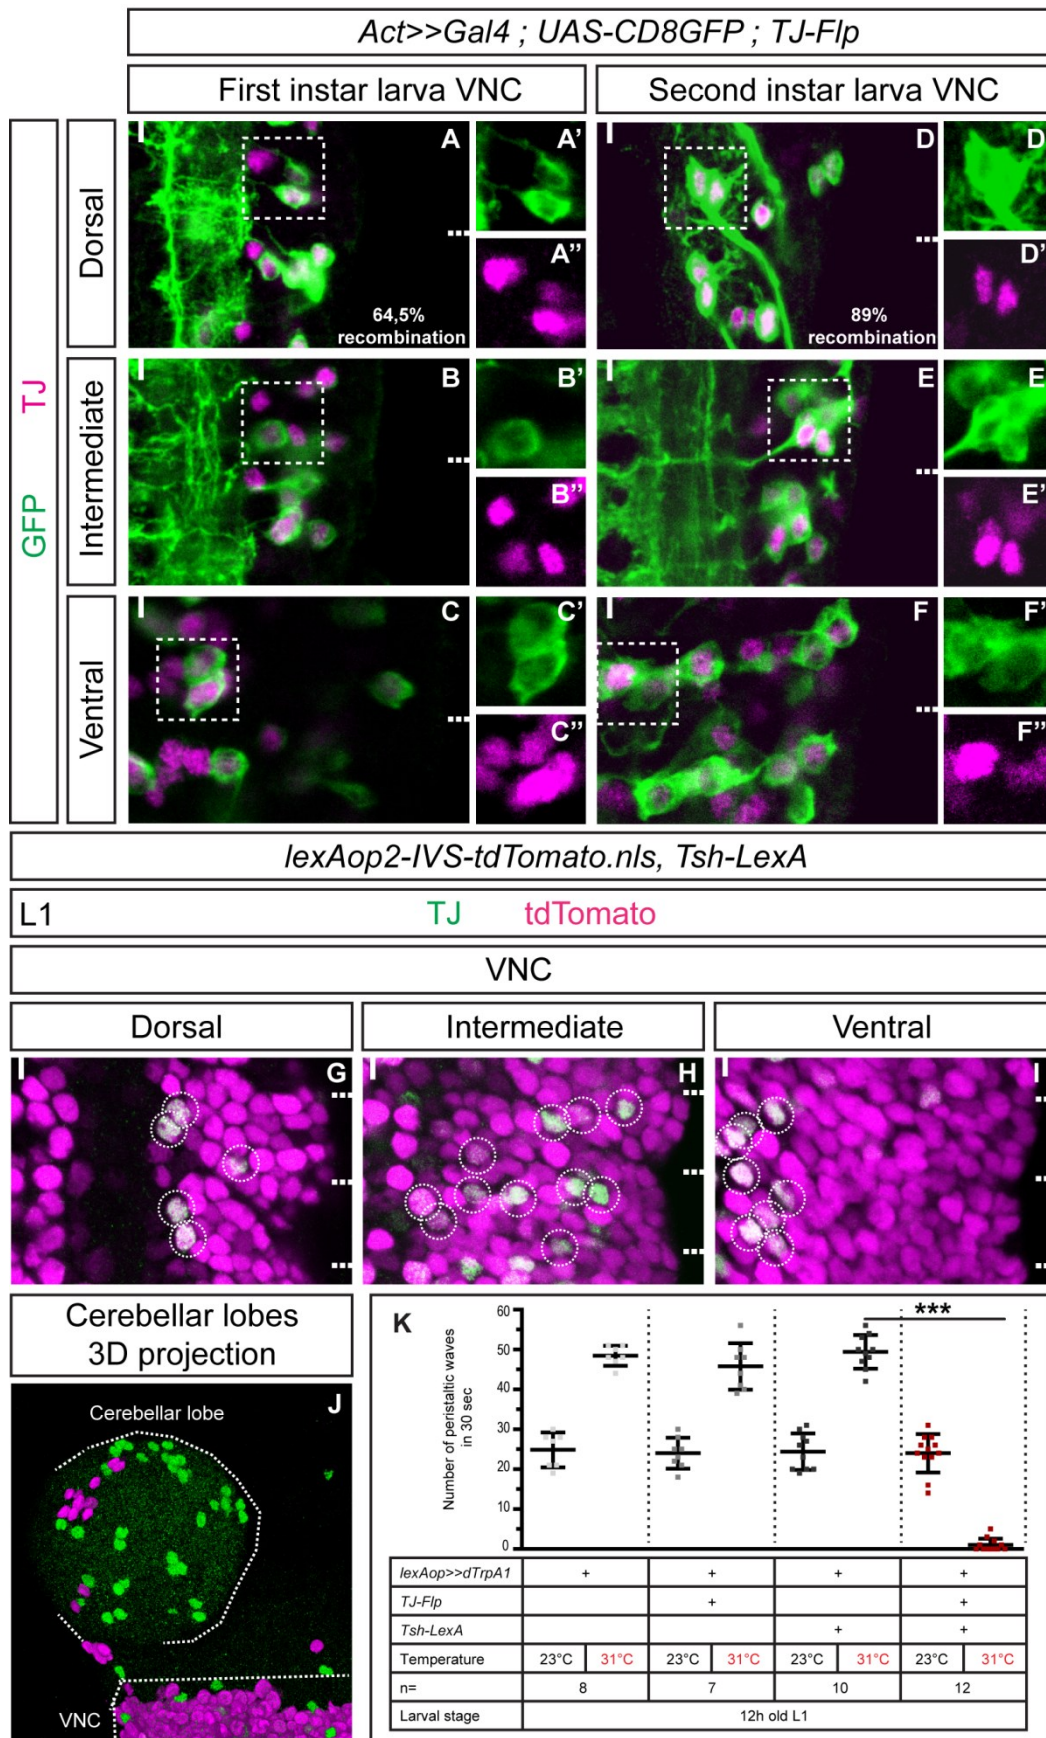 Act>>Gal4 ; UAS-CD8GFP ; TJ-Flp
First instar larva VNC
Second instar larva VNC
GFP TJ
Dorsal
A
A’
A’’
64,5%
recombination
D
D
D’
89%
recombination
Intermediate
B
B’
B’’
E
E
E’
Ventral
C
C’
C’’
F
F’
F’’
lexAop2-IVS-tdTomato.nls, Tsh-LexA
L1 TJ tdTomato
VNC
Dorsal
Intermediate
Ventral
G
H
I
Cerebellar lobes
3D projection
J
Cerebellar lobe
VNC
K
***
Number of peristaltic waves
in 30 sec
60
50
40
30
20
10
0
lexAop>>dTrpA1 + + + +
TJ-Flp + +
Tsh-LexA + +
Temperature 23°C 31°C 23°C 31°C 23°C 31°C 23°C 31°C
n= 8 7 10 12
Larval stage 12h old L1